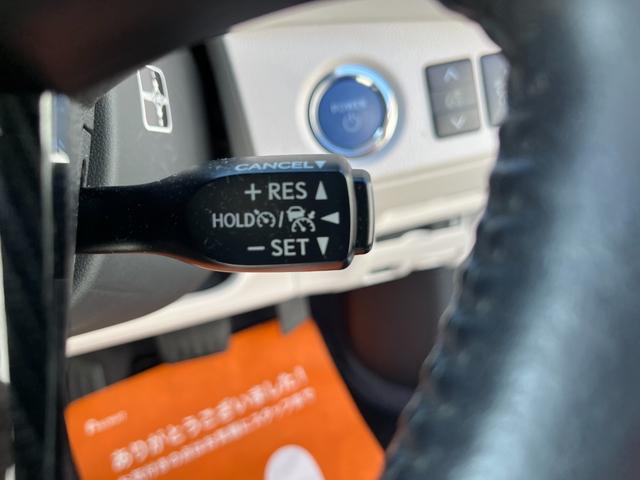 POWER
CANCEL▼
+ RES ▲
HOLD / ◀
− SET ▼
ありがとうございました!